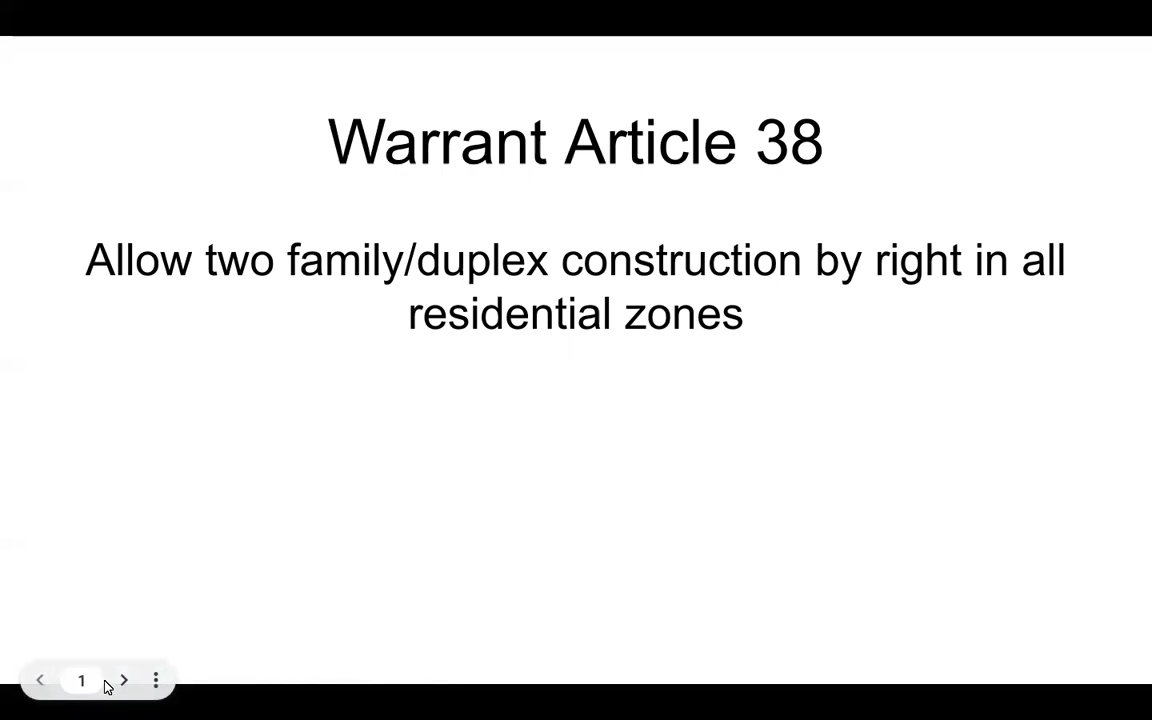 Warrant Article 38
Allow two family/duplex construction by right in all
residential zones
1